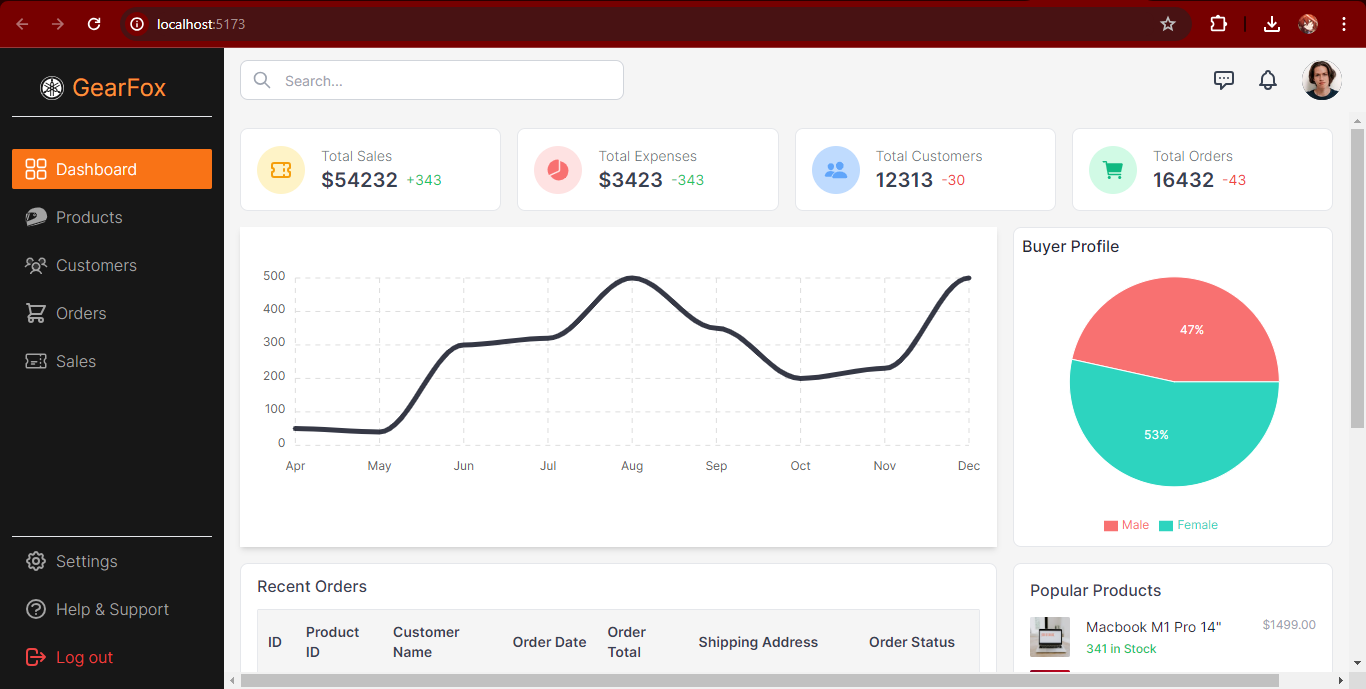 localhost:5173
GearFox
Search...
Dashboard
Products
Customers
Orders
Sales
Settings
Help & Support
Log out
Total Sales
$54232 +343
Total Expenses
$3423 -343
Total Customers
12313 -30
Total Orders
16432 -43
500
400
300
200
100
0
Apr May Jun Jul Aug Sep Oct Nov Dec
Buyer Profile
47%
53%
Male Female
Recent Orders
ID Product ID Customer Name Order Date Order Total Shipping Address Order Status
Popular Products
Macbook M1 Pro 14" $1499.00
341 in Stock